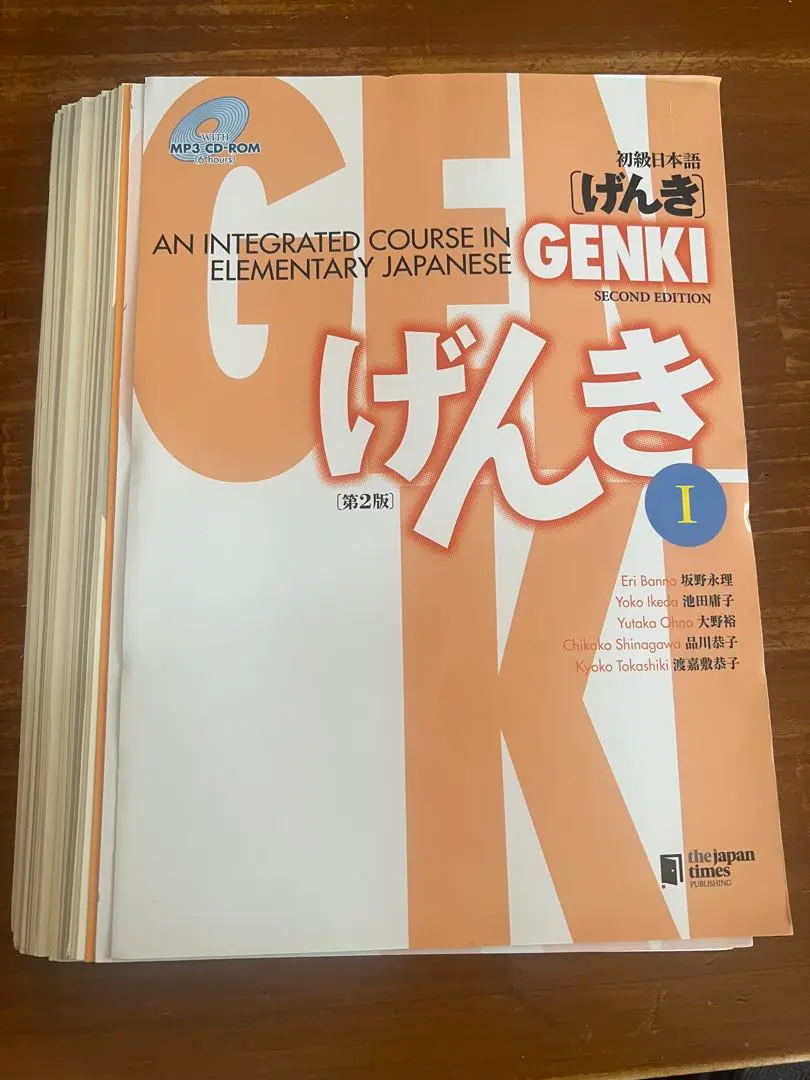 WITH
MP3 CD-ROM
(6 hours)
初級日本語
〔げんき〕
AN INTEGRATED COURSE IN
ELEMENTARY JAPANESE
GENKI
SECOND EDITION
GEN
げんき
〔第2版〕
I
KI
Eri Banno 坂野永理
Yoko Ikeda 池田庸子
Yutaka Ohno 大野裕
Chikako Shinagawa 品川恭子
Kyoko Tokashiki 渡嘉敷恭子
the japan
times
PUBLISHING